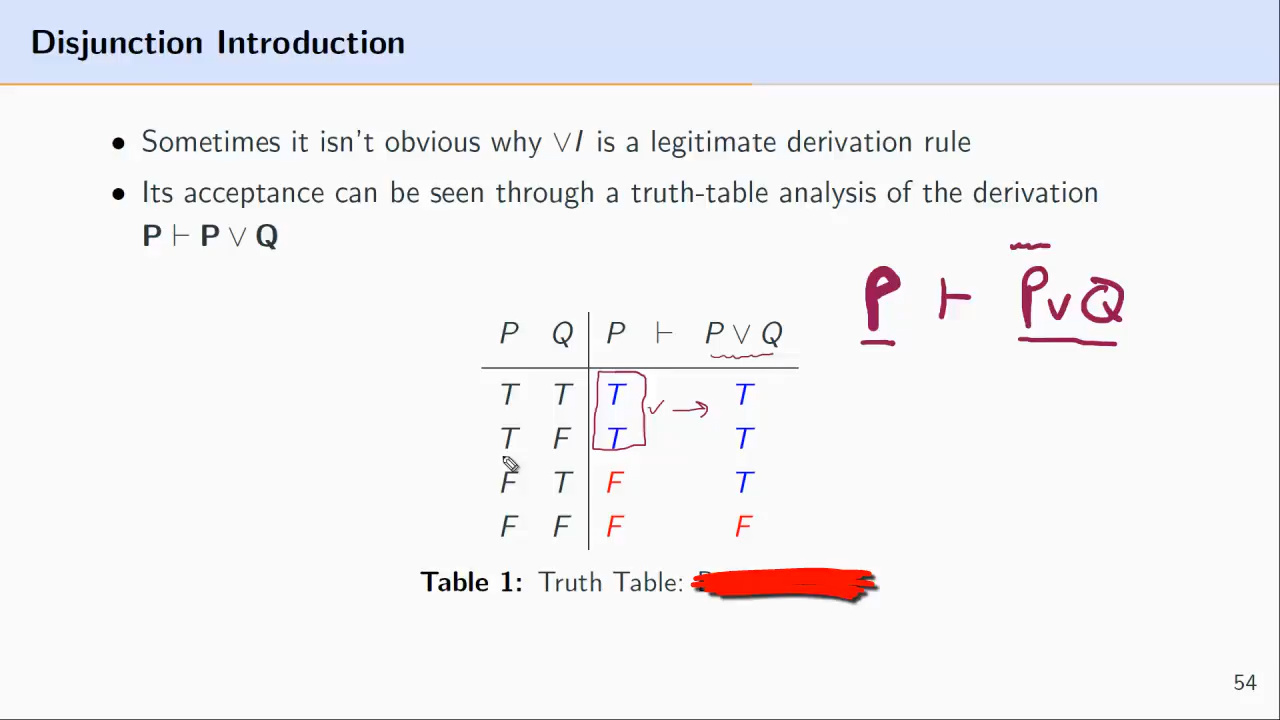 Disjunction Introduction
• Sometimes it isn't obvious why ∨I is a legitimate derivation rule
• Its acceptance can be seen through a truth-table analysis of the derivation
P ⊢ P ∨ Q
P ⊢ P∨Q
P Q P ⊢ P ∨ Q
T T T T
T F T T
F T F T
F F F F
Table 1: Truth Table:
54